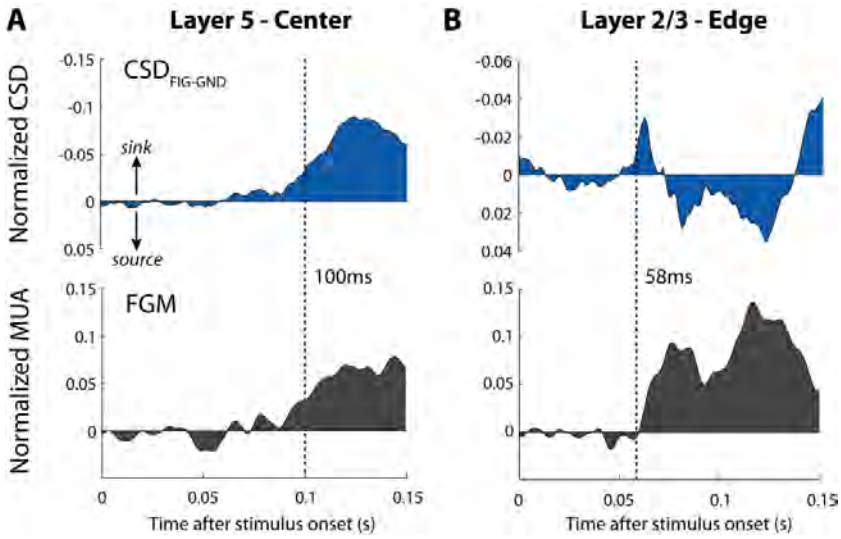 A
Layer 5 - Center
Normalized CSD
-0.15
-0.1
-0.05
0
0.05
CSD FIG-GND
sink
source
100ms
Normalized MUA
0.15
0.1
0.05
0
FGM
0
0.05
0.1
0.15
Time after stimulus onset (s)
B
Layer 2/3 - Edge
-0.06
-0.04
-0.02
0
0.02
0.04
58ms
0.15
0.1
0.05
0
0
0.05
0.1
0.15
Time after stimulus onset (s)